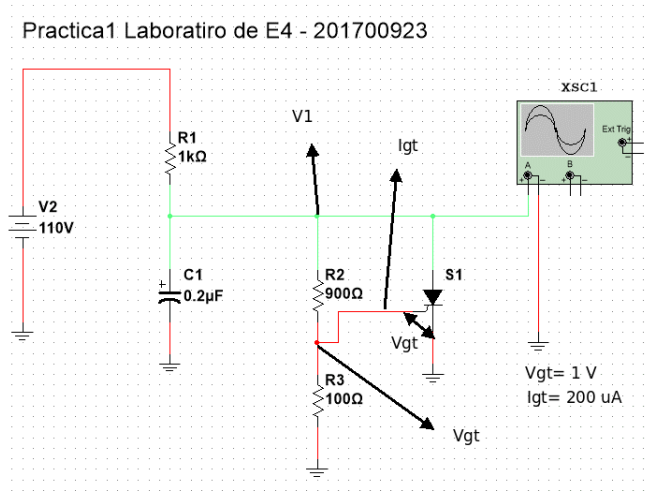 Practica1 Laboratiro de E4 - 201700923
XSC1
V1
Ext Trig
R1
1kΩ
Igt
A
B
V2
110V
C1
0.2µF
R2
900Ω
S1
Vgt
Vgt= 1 V
R3
100Ω
Igt= 200 uA
Vgt